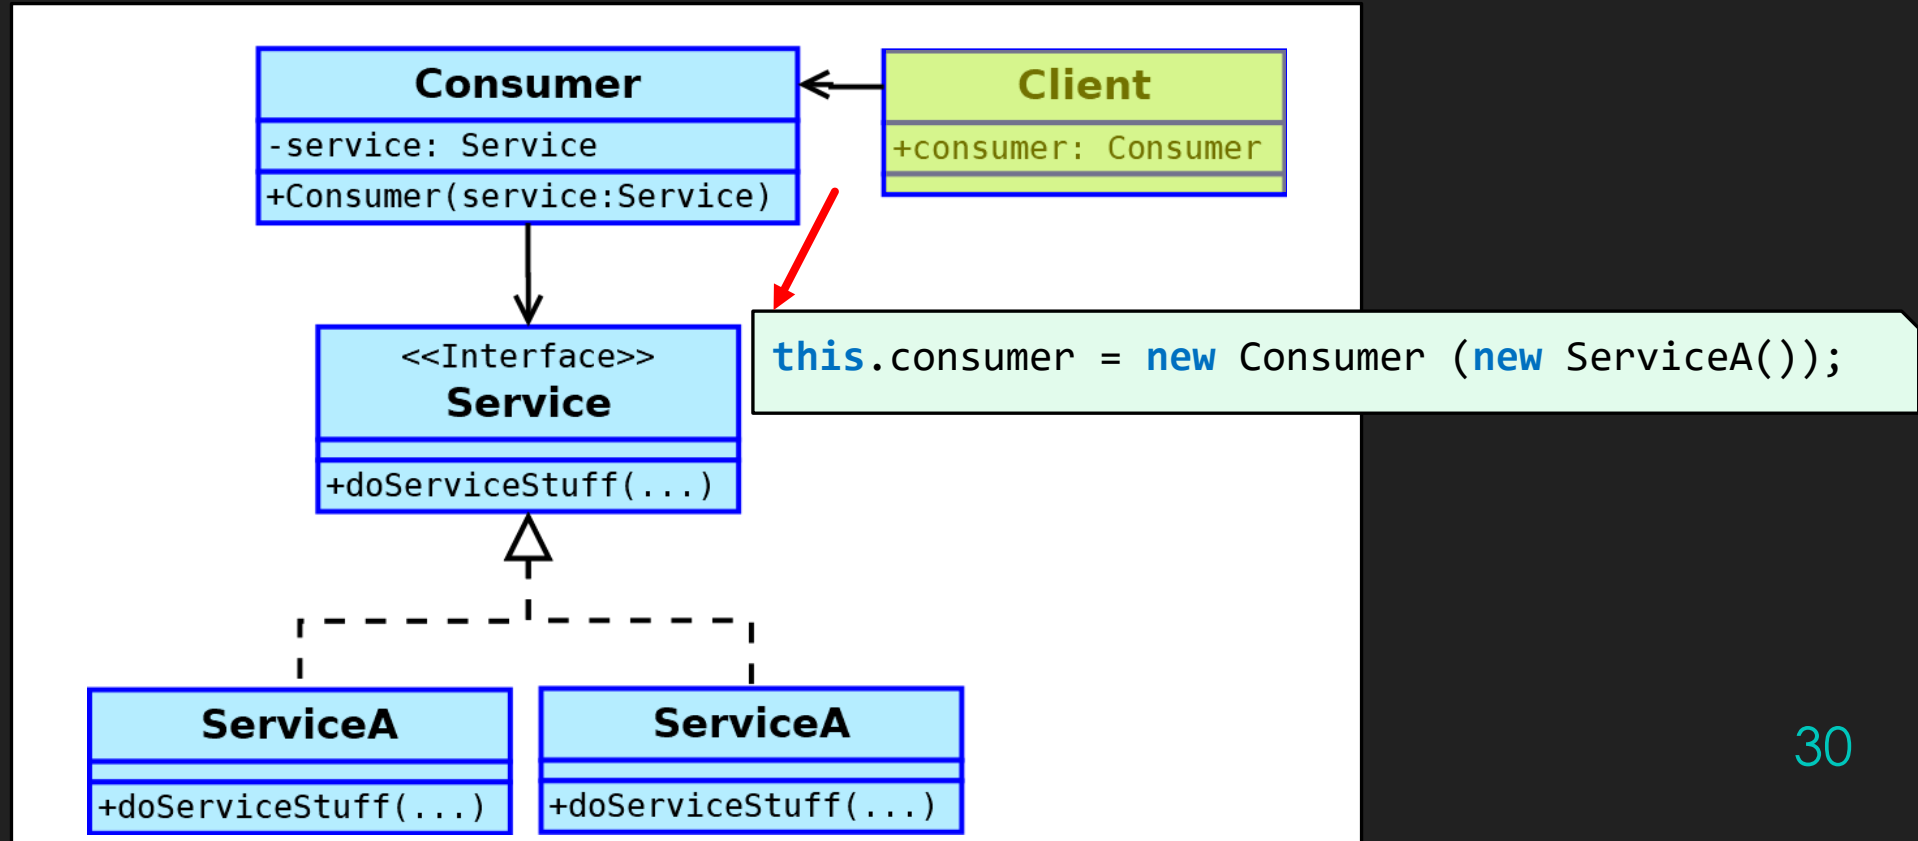 Consumer
-service: Service
+Consumer(service:Service)
Client
+consumer: Consumer
<<Interface>>
Service
+doServiceStuff(...)
this.consumer = new Consumer (new ServiceA());
ServiceA
+doServiceStuff(...)
ServiceA
+doServiceStuff(...)
30